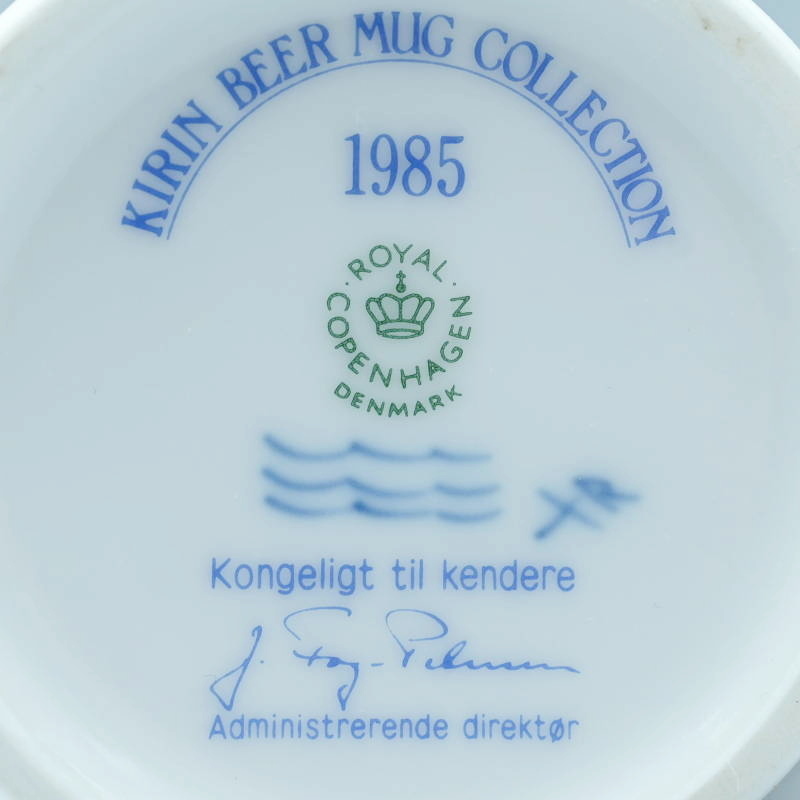 KIRIN BEER MUG COLLECTION
1985
· ROYAL ·
COPENHAGEN
DENMARK
Kongeligt til kendere
Administrerende direktør